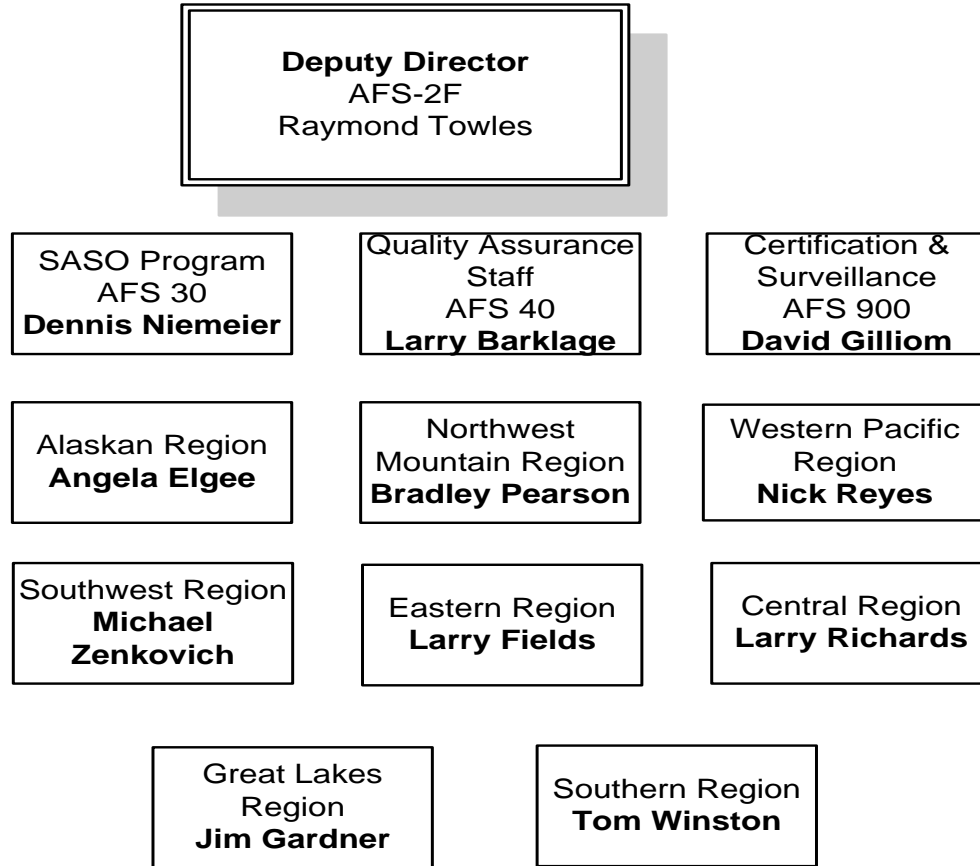 Deputy Director
AFS-2F
Raymond Towles
SASO Program
AFS 30
Dennis Niemeier
Quality Assurance
Staff
AFS 40
Larry Barklage
Certification &
Surveillance
AFS 900
David Gilliom
Alaskan Region
Angela Elgee
Northwest
Mountain Region
Bradley Pearson
Western Pacific
Region
Nick Reyes
Southwest Region
Michael
Zenkovich
Eastern Region
Larry Fields
Central Region
Larry Richards
Great Lakes
Region
Jim Gardner
Southern Region
Tom Winston